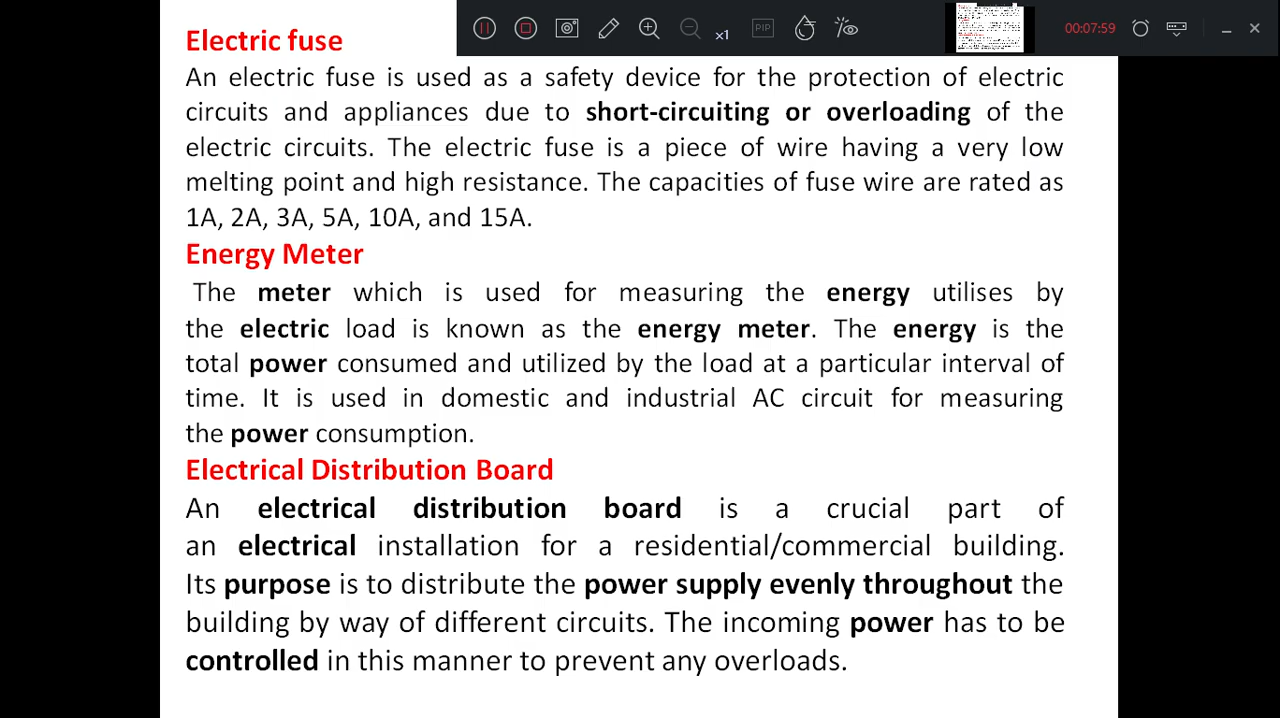 Electric fuse
x1
PIP
00:07:59
An electric fuse is used as a safety device for the protection of electric
circuits and appliances due to short-circuiting or overloading of the
electric circuits. The electric fuse is a piece of wire having a very low
melting point and high resistance. The capacities of fuse wire are rated as
1A, 2A, 3A, 5A, 10A, and 15A.
Energy Meter
The meter which is used for measuring the energy utilises by
the electric load is known as the energy meter. The energy is the
total power consumed and utilized by the load at a particular interval of
time. It is used in domestic and industrial AC circuit for measuring
the power consumption.
Electrical Distribution Board
An electrical distribution board is a crucial part of
an electrical installation for a residential/commercial building.
Its purpose is to distribute the power supply evenly throughout the
building by way of different circuits. The incoming power has to be
controlled in this manner to prevent any overloads.